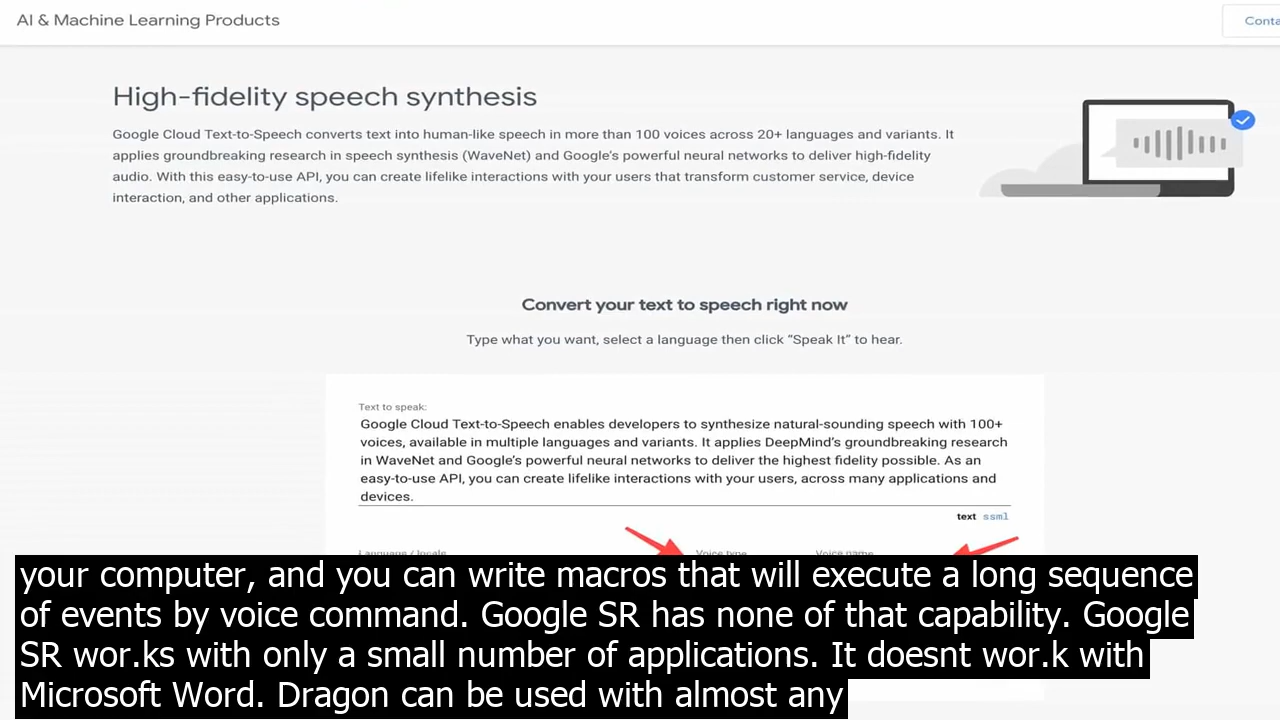 AI & Machine Learning Products
Conta
High-fidelity speech synthesis
Google Cloud Text-to-Speech converts text into human-like speech in more than 100 voices across 20+ languages and variants. It
applies groundbreaking research in speech synthesis (WaveNet) and Google's powerful neural networks to deliver high-fidelity
audio. With this easy-to-use API, you can create lifelike interactions with your users that transform customer service, device
interaction, and other applications.
Convert your text to speech right now
Type what you want, select a language then click “Speak It” to hear.
Text to speak:
Google Cloud Text-to-Speech enables developers to synthesize natural-sounding speech with 100+
voices, available in multiple languages and variants. It applies DeepMind's groundbreaking research
in WaveNet and Google's powerful neural networks to deliver the highest fidelity possible. As an
easy-to-use API, you can create lifelike interactions with your users, across many applications and
devices.
text ssml
Language / locale Voice type Voice name
your computer, and you can write macros that will execute a long sequence
of events by voice command. Google SR has none of that capability. Google
SR wor.ks with only a small number of applications. It doesnt wor.k with
Microsoft Word. Dragon can be used with almost any